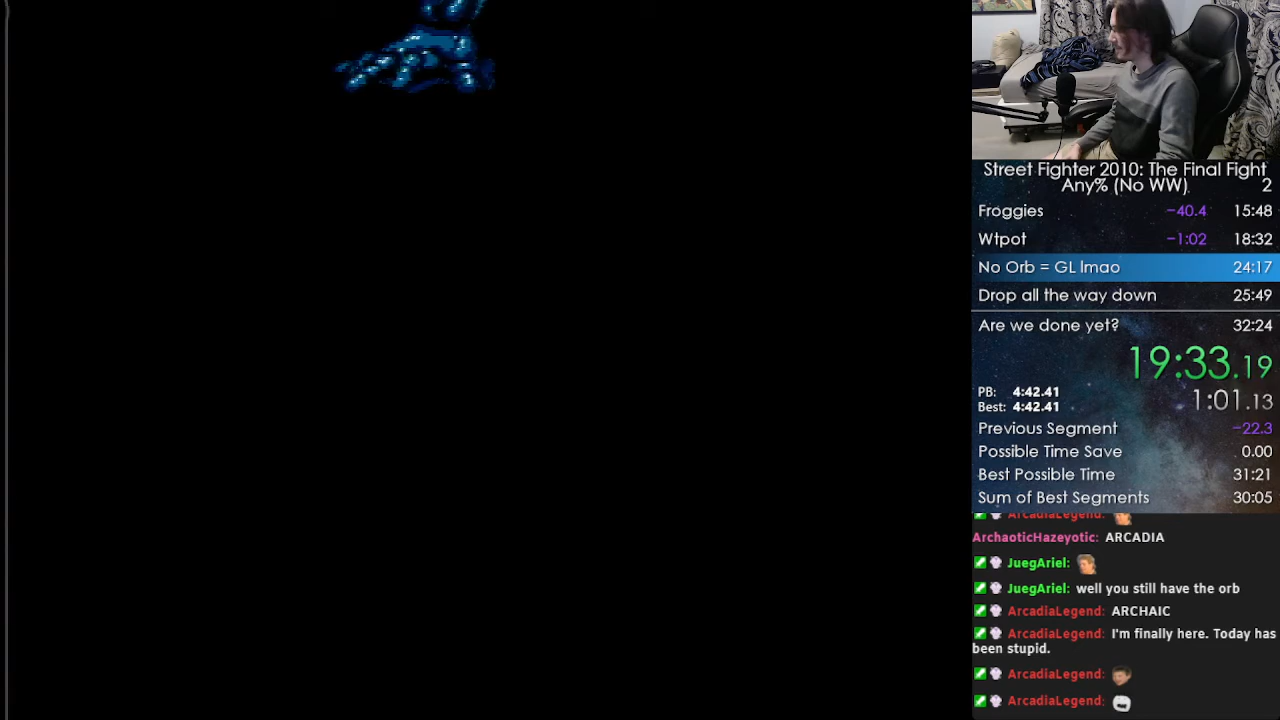 Street Fighter 2010: The Final Fight
Any% (No WW) 2
Froggies -40.4 15:48
Wtpot -1:02 18:32
No Orb = GL lmao 24:17
Drop all the way down 25:49
Are we done yet? 32:24
19:33.19
PB: 4:42.41
Best: 4:42.41
1:01.13
Previous Segment -22.3
Possible Time Save 0.00
Best Possible Time 31:21
Sum of Best Segments 30:05
ArcadiaLegend:
ArchaoticHazeyotic: ARCADIA
JuegAriel:
JuegAriel: well you still have the orb
ArcadiaLegend: ARCHAIC
ArcadiaLegend: I'm finally here. Today has
been stupid.
ArcadiaLegend:
ArcadiaLegend: